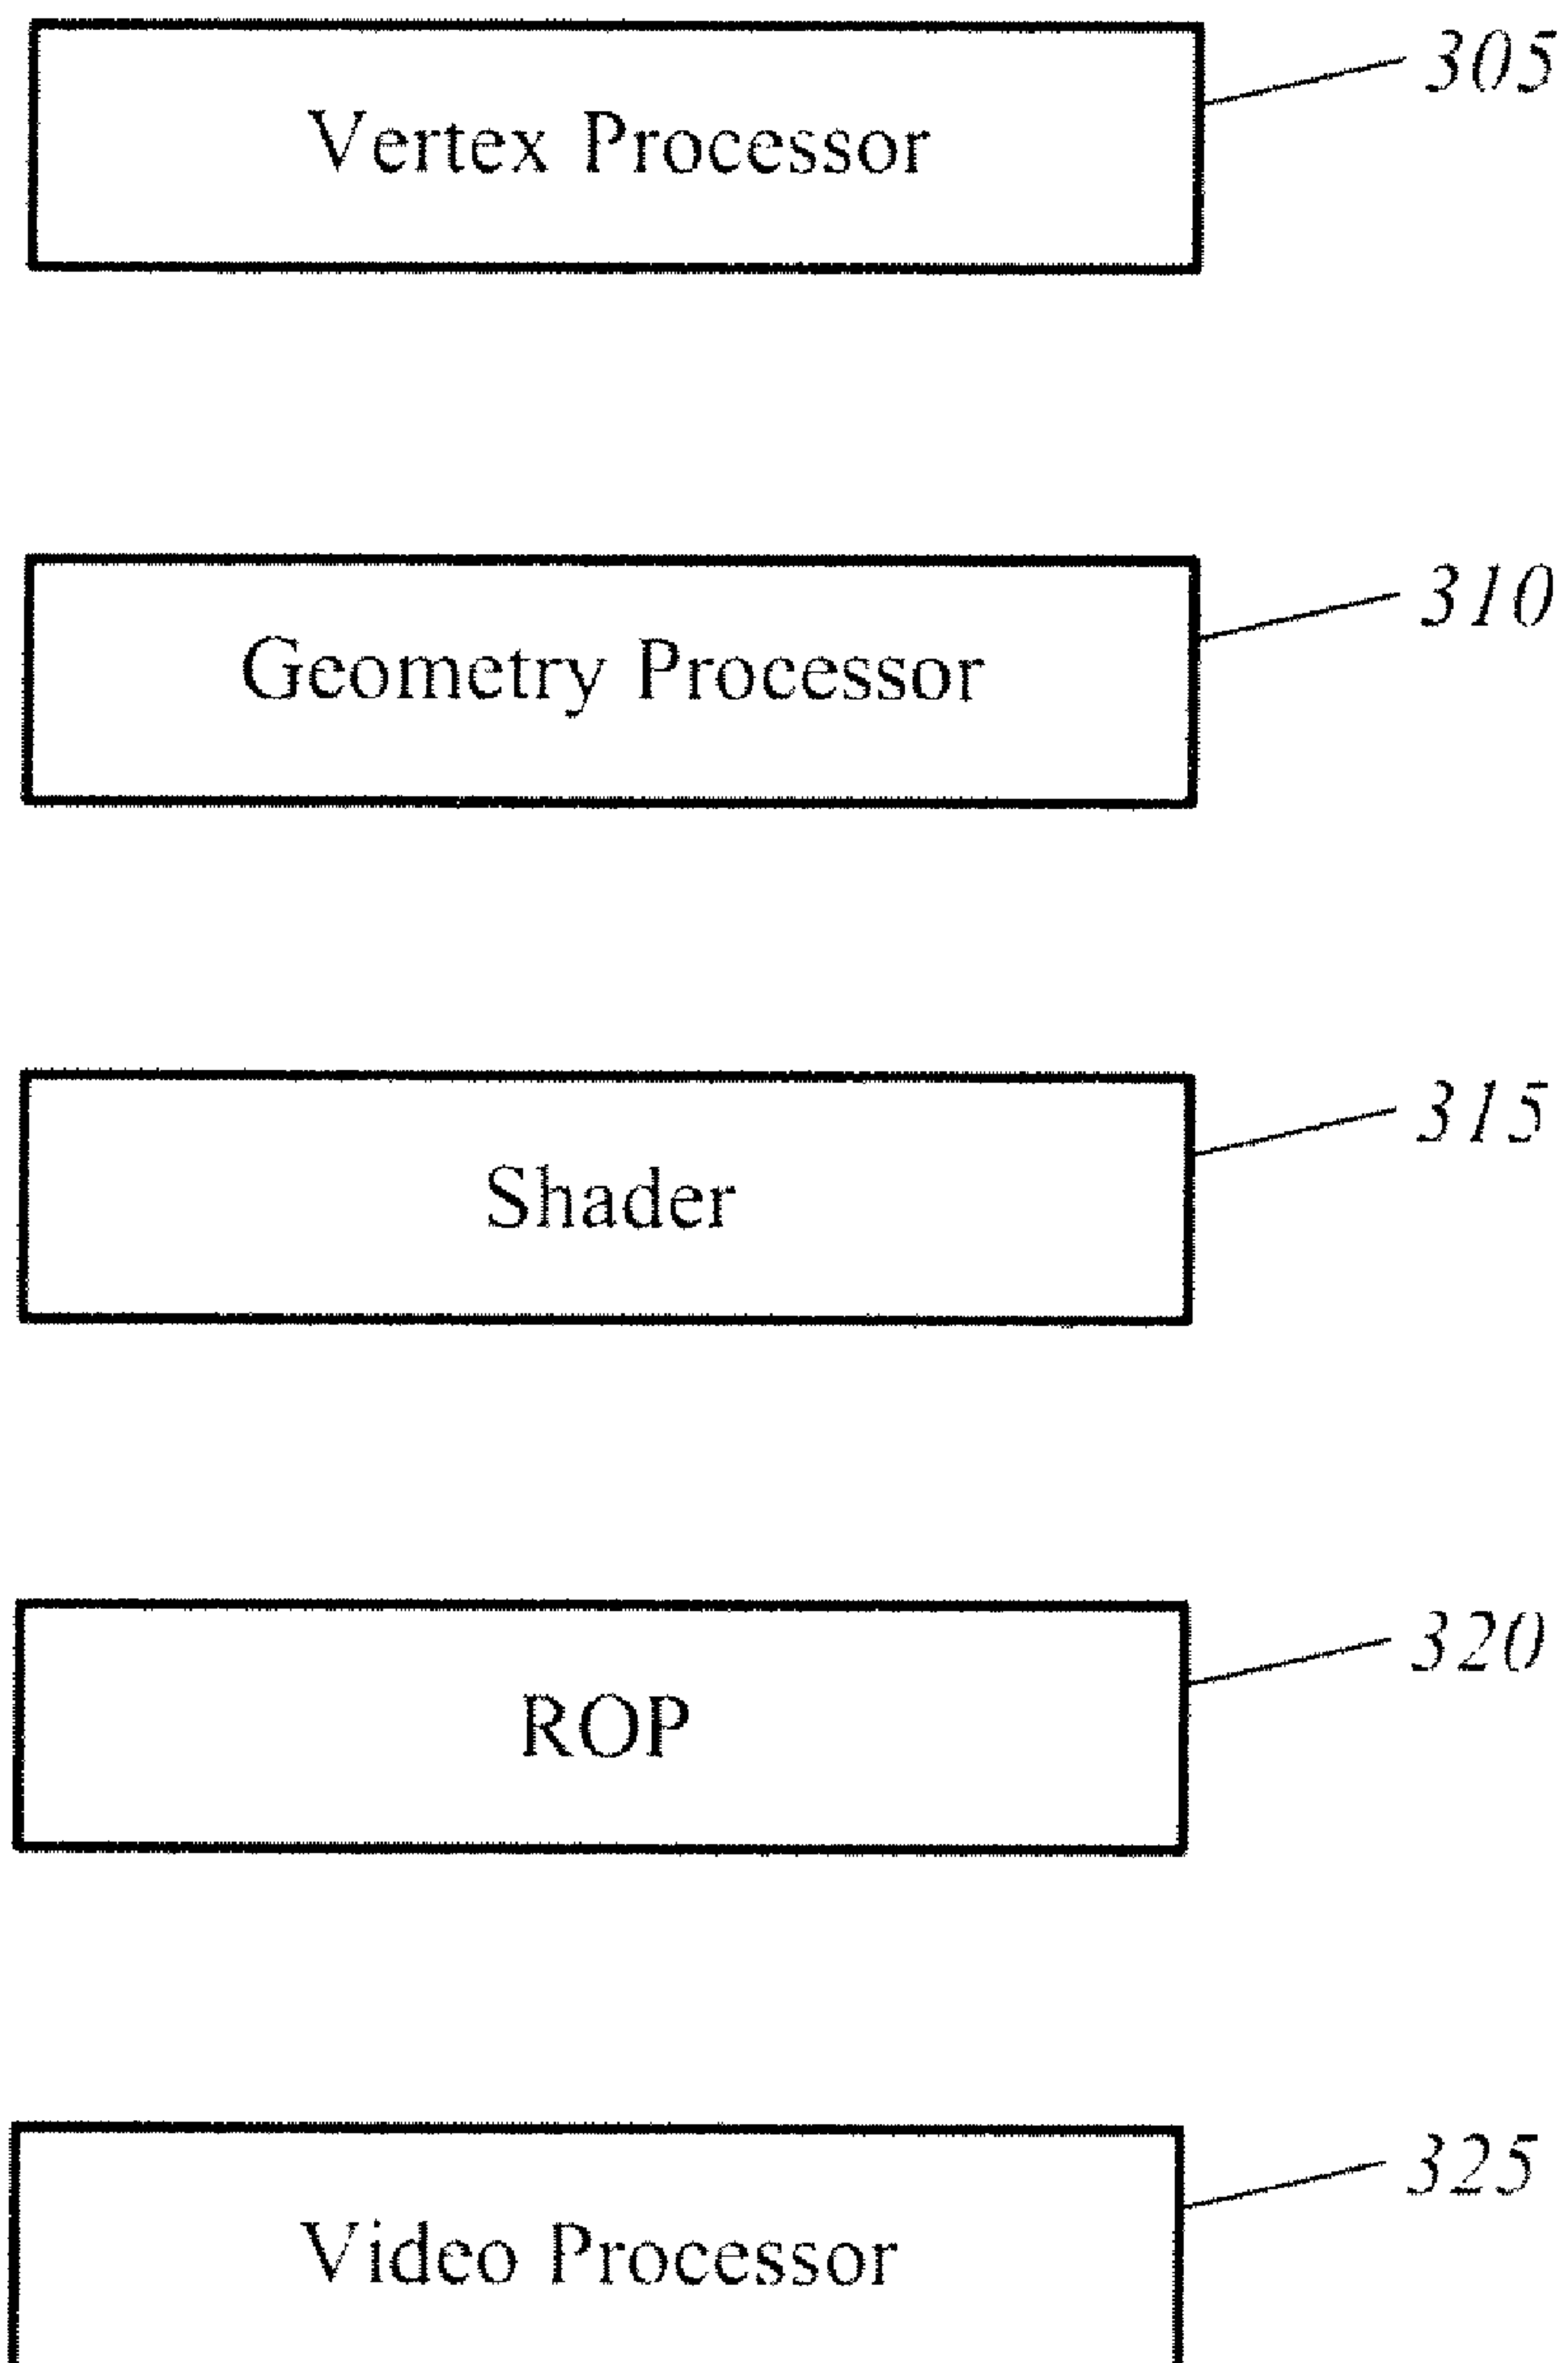 Vertex Processor
305
Geometry Processor
310
Shader
315
ROP
320
Video Processor
325